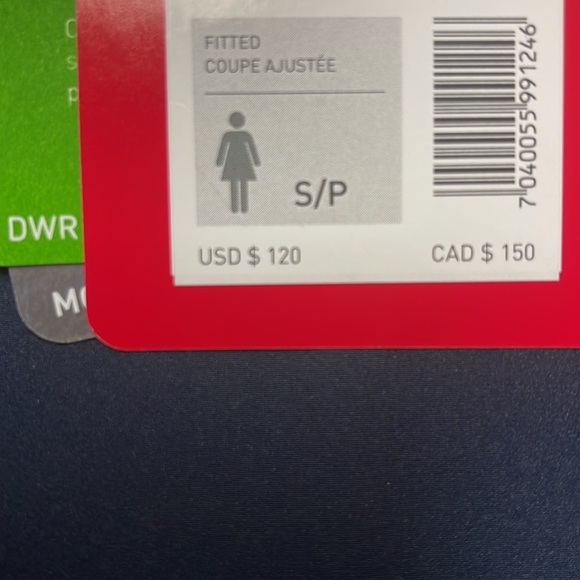 FITTED
COUPE AJUSTÉE
S/P
USD $ 120
CAD $ 150
7 040055 991246
DWR